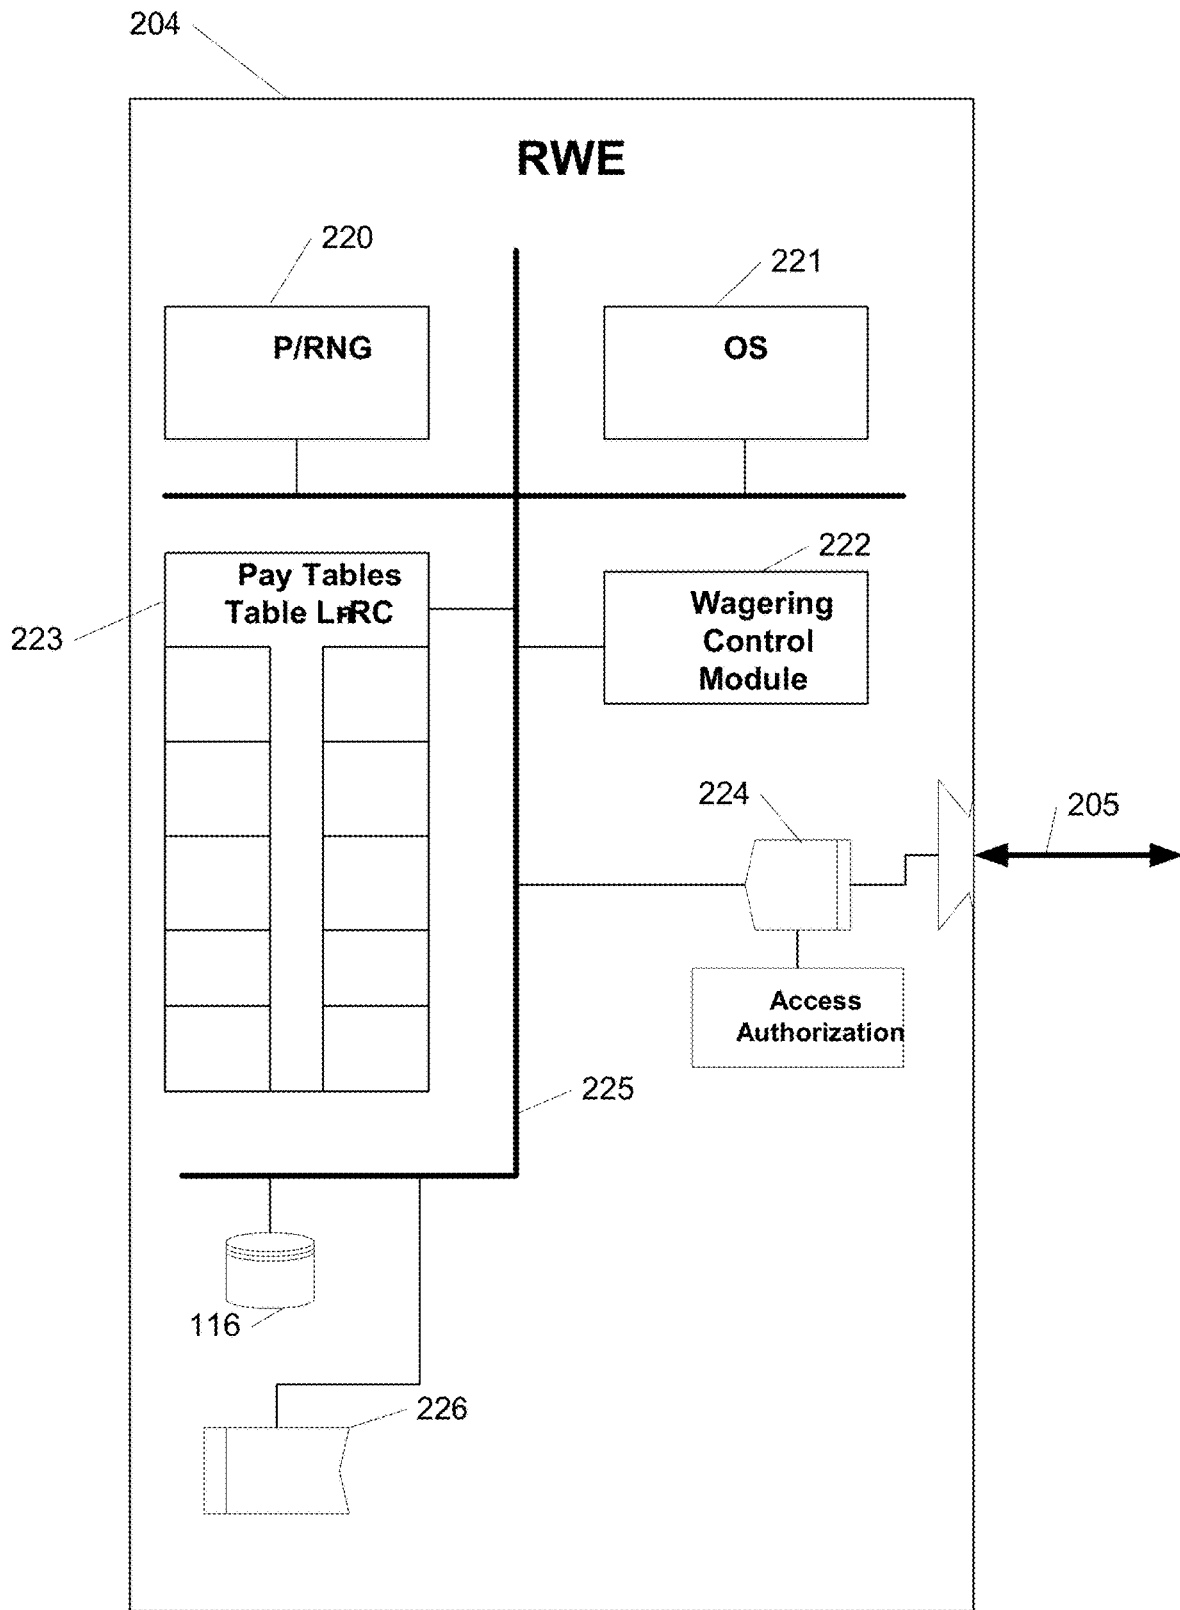 204
RWE
220
221
P/RNG
OS
222
Pay Tables
Table
Wagering
Control
Module
223
224
205
Access
Authorization
225
116
226